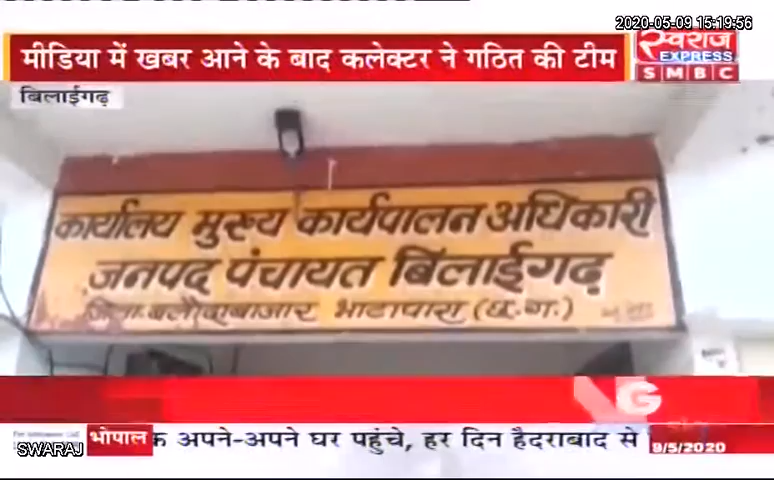 2020-05-09 15:19:56
मीडिया में खबर आने के बाद कलेक्टर ने गठित की टीम
स्वराज
EXPRESS
SMBC
बिलाईगढ़
कार्यालय मुख्य कार्यपालन अधिकारी
जनपद पंचायत बिलाईगढ़
जिला-बलौदाबाजार भाटापारा (छ.ग.)
VG
SWARAJ
भोपाल
अपने-अपने घर पहुंचे, हर दिन हैदराबाद से
9/5/2020